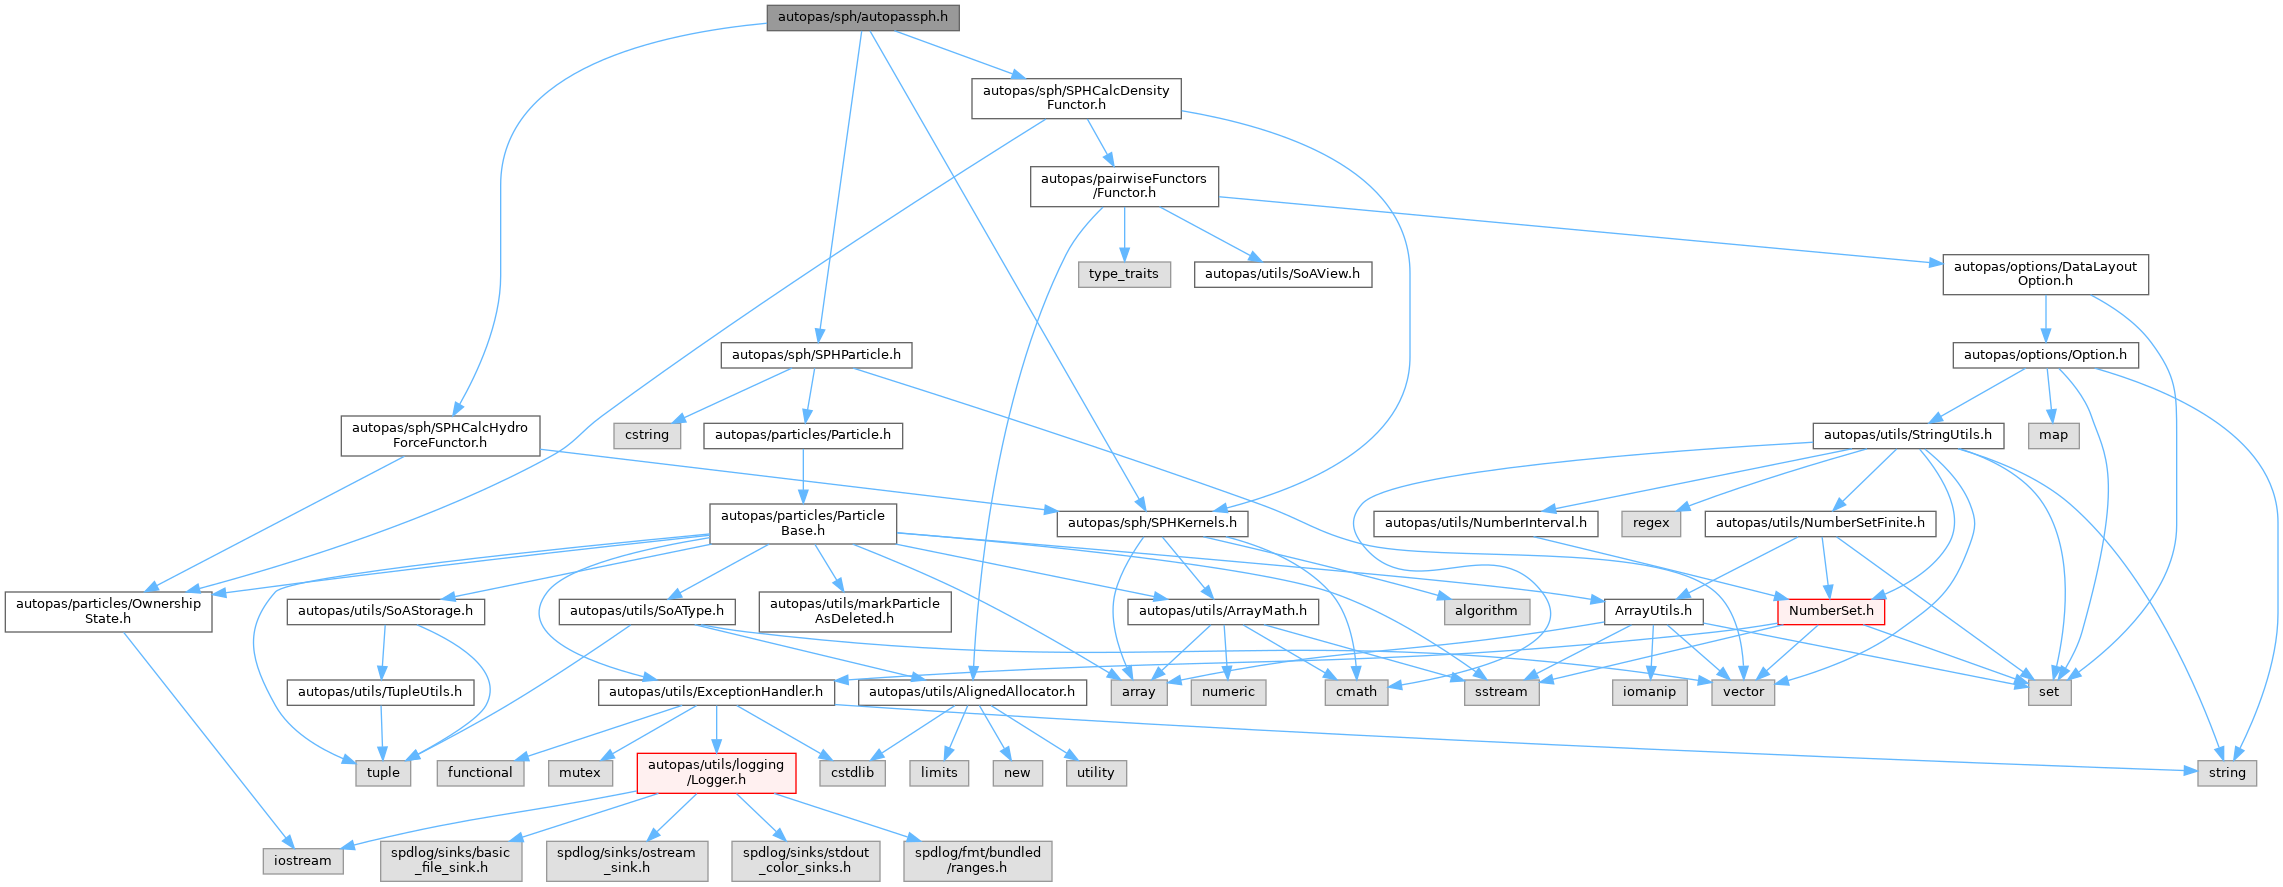 autopas/sph/autopassph.h
autopas/sph/SPHCalcDensity
Functor.h
autopas/pairwiseFunctors
/Functor.h
type_traits
autopas/utils/SoAView.h
autopas/options/DataLayout
Option.h
autopas/sph/SPHParticle.h
autopas/options/Option.h
autopas/sph/SPHCalcHydro
ForceFunctor.h
cstring
autopas/particles/Particle.h
autopas/utils/StringUtils.h
map
autopas/particles/Particle
Base.h
autopas/sph/SPHKernels.h
autopas/utils/NumberInterval.h
regex
autopas/utils/NumberSetFinite.h
autopas/particles/Ownership
State.h
autopas/utils/SoAStorage.h
autopas/utils/SoAType.h
autopas/utils/markParticle
AsDeleted.h
autopas/utils/ArrayMath.h
algorithm
ArrayUtils.h
NumberSet.h
autopas/utils/TupleUtils.h
autopas/utils/ExceptionHandler.h
autopas/utils/AlignedAllocator.h
array
numeric
cmath
sstream
iomanip
vector
set
tuple
functional
mutex
autopas/utils/logging
/Logger.h
cstdlib
limits
new
utility
string
iostream
spdlog/sinks/basic
_file_sink.h
spdlog/sinks/ostream
_sink.h
spdlog/sinks/stdout
_color_sinks.h
spdlog/fmt/bundled
/ranges.h